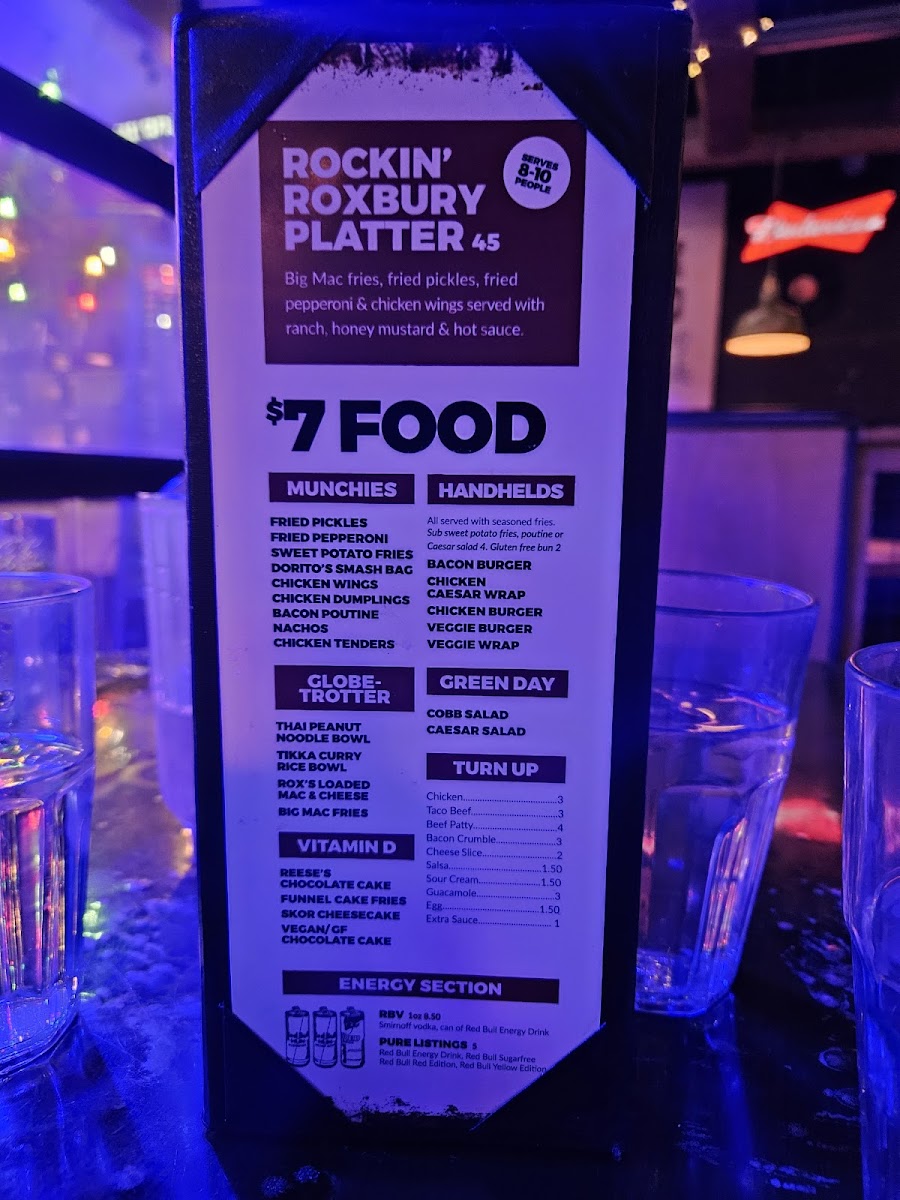 ROCKIN'
ROXBURY
PLATTER 45
SERVES
8-10
PEOPLE
Big Mac fries, fried pickles, fried
pepperoni & chicken wings served with
ranch, honey mustard & hot sauce.
$7 FOOD
MUNCHIES
FRIED PICKLES
FRIED PEPPERONI
SWEET POTATO FRIES
DORITO'S SMASH BAG
CHICKEN WINGS
CHICKEN DUMPLINGS
BACON POUTINE
NACHOS
CHICKEN TENDERS
HANDHELDS
All served with seasoned fries.
Sub sweet potato fries, poutine or
Caesar salad 4. Gluten free bun 2
BACON BURGER
CHICKEN
CAESAR WRAP
CHICKEN BURGER
VEGGIE BURGER
VEGGIE WRAP
GLOBE-
TROTTER
THAI PEANUT
NOODLE BOWL
TIKKA CURRY
RICE BOWL
ROX'S LOADED
MAC & CHEESE
BIG MAC FRIES
GREEN DAY
COBB SALAD
CAESAR SALAD
TURN UP
Chicken 3
Taco Beef 3
Beef Patty 4
Bacon Crumble 3
Cheese Slice 2
Salsa 1.50
Sour Cream 1.50
Guacamole 3
Egg 1.50
Extra Sauce 1
VITAMIN D
REESE'S
CHOCOLATE CAKE
FUNNEL CAKE FRIES
SKOR CHEESECAKE
VEGAN/GF
CHOCOLATE CAKE
ENERGY SECTION
RBV 1oz 8.50
Smirnoff vodka, can of Red Bull Energy Drink
PURE LISTINGS 5
Red Bull Energy Drink, Red Bull Sugarfree
Red Bull Red Edition, Red Bull Yellow Edition
Budweiser